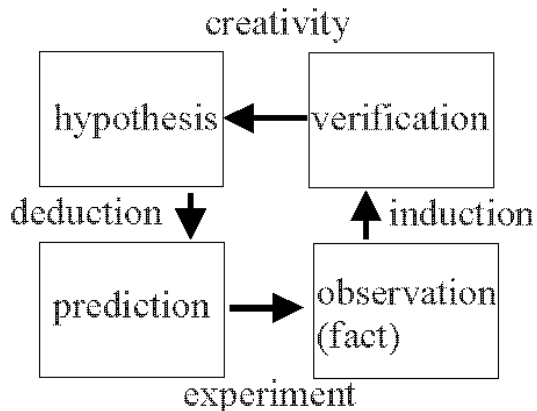 creativity
hypothesis
verification
deduction
induction
prediction
observation
(fact)
experiment